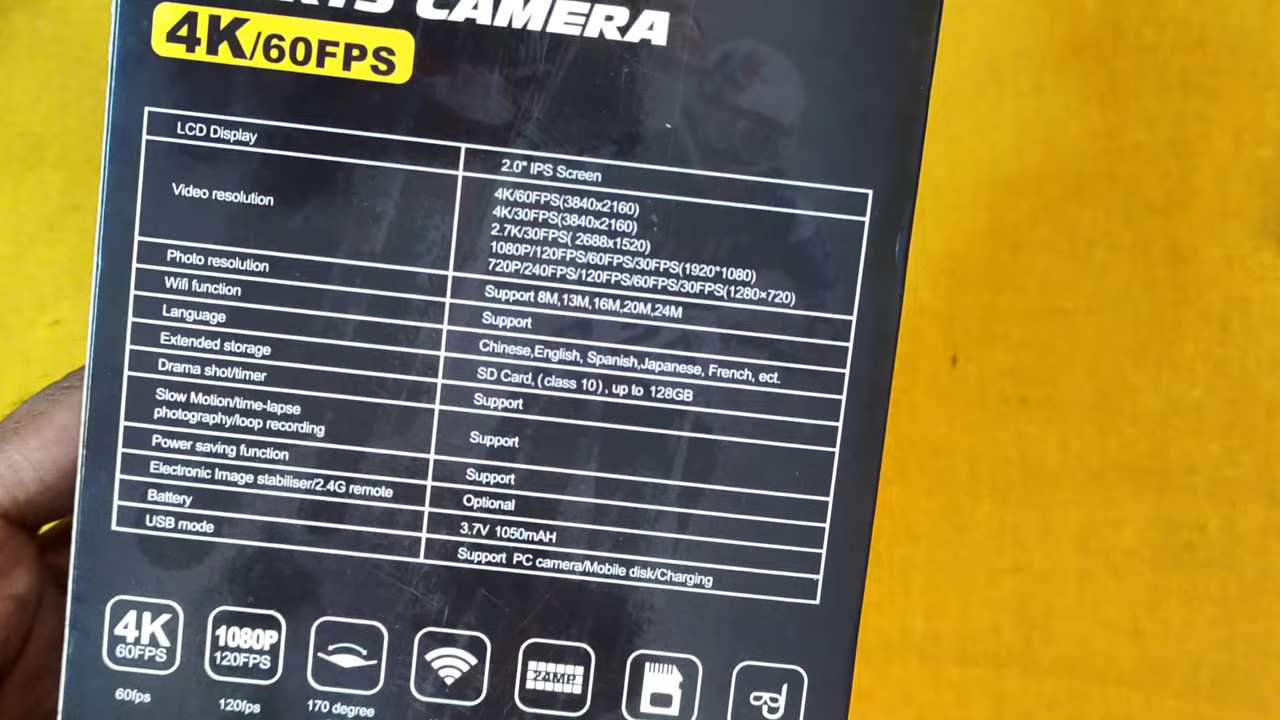 CAMERA
4K/60FPS
LCD Display
2.0" IPS Screen
Video resolution
4K/60FPS(3840x2160)
4K/30FPS(3840x2160)
2.7K/30FPS( 2688x1520)
1080P/120FPS/60FPS/30FPS(1920*1080)
720P/240FPS/120FPS/60FPS/30FPS(1280×720)
Photo resolution
Support 8M,13M,16M,20M,24M
Wifi function
Support
Language
Chinese,English, Spanish,Japanese, French, ect.
Extended storage
SD Card, (class 10), up to 128GB
Drama shot/timer
Support
Slow Motion/time-lapse
photography/loop recording
Support
Power saving function
Support
Electronic Image stabiliser/2.4G remote
Optional
Battery
3.7V 1050mAH
USB mode
Support PC camera/Mobile disk/Charging
4K
60FPS
1080P
120FPS
24MP
60fps
120fps
170 degree